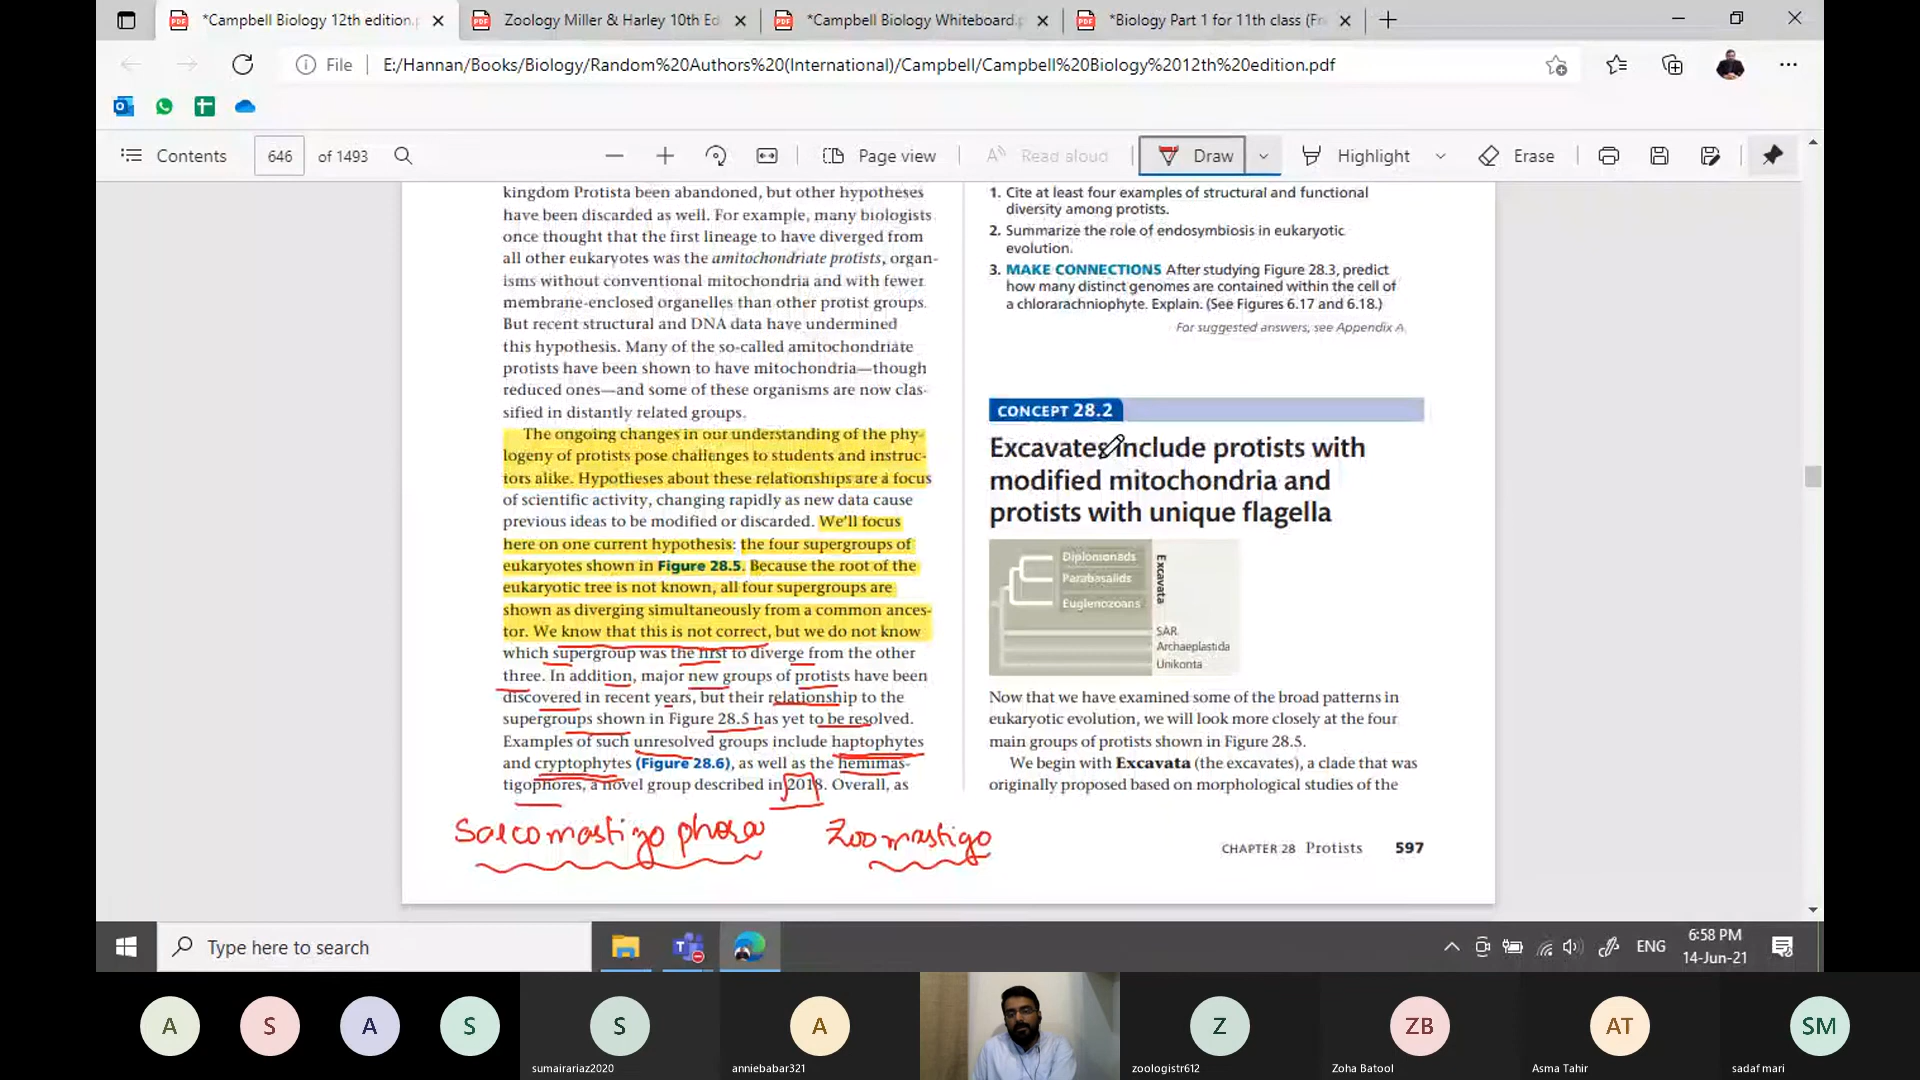 *Campbell Biology 12th edition.p
Zoology Miller & Harley 10th Ed
*Campbell Biology Whiteboard.p
*Biology Part 1 for 11th class (Fr
File
E:/Hannan/Books/Biology/Random%20Authors%20(International)/Campbell/Campbell%20Biology%2012th%20edition.pdf
Contents
646
of 1493
Page view
Read aloud
Draw
Highlight
Erase
kingdom Protista been abandoned, but other hypotheses
have been discarded as well. For example, many biologists
once thought that the first lineage to have diverged from
all other eukaryotes was the amitochondriate protists, organ-
isms without conventional mitochondria and with fewer
membrane-enclosed organelles than other protist groups.
But recent structural and DNA data have undermined
this hypothesis. Many of the so-called amitochondriate
protists have been shown to have mitochondria—though
reduced ones—and some of these organisms are now clas-
sified in distantly related groups.
The ongoing changes in our understanding of the phy-
logeny of protists pose challenges to students and instruc-
tors alike. Hypotheses about these relationships are a focus
of scientific activity, changing rapidly as new data cause
previous ideas to be modified or discarded. We'll focus
here on one current hypothesis: the four supergroups of
eukaryotes shown in Figure 28.5. Because the root of the
eukaryotic tree is not known, all four supergroups are
shown as diverging simultaneously from a common ances-
tor. We know that this is not correct, but we do not know
which supergroup was the first to diverge from the other
three. In addition, major new groups of protists have been
discovered in recent years, but their relationship to the
supergroups shown in Figure 28.5 has yet to be resolved.
Examples of such unresolved groups include haptophytes
and cryptophytes (Figure 28.6), as well as the hemimas-
tigophores, a novel group described in 2018. Overall, as
Sarcomastigophora
Zoomastigo
1. Cite at least four examples of structural and functional
diversity among protists.
2. Summarize the role of endosymbiosis in eukaryotic
evolution.
3. MAKE CONNECTIONS After studying Figure 28.3, predict
how many distinct genomes are contained within the cell of
a chlorarachniophyte. Explain. (See Figures 6.17 and 6.18.)
For suggested answers, see Appendix A.
CONCEPT 28.2
Excavates include protists with
modified mitochondria and
protists with unique flagella
Diplomonads
Parabasalids
Euglenozoans
Excavata
SAR
Archaeplastida
Unikonta
Now that we have examined some of the broad patterns in
eukaryotic evolution, we will look more closely at the four
main groups of protists shown in Figure 28.5.
We begin with Excavata (the excavates), a clade that was
originally proposed based on morphological studies of the
CHAPTER 28 Protists 597
Type here to search
ENG
6:58 PM
14-Jun-21
A
S
A
S
S
sumairariaz2020
A
anniebabar321
Z
zoologistr612
ZB
Zoha Batool
AT
Asma Tahir
SM
sadaf mari